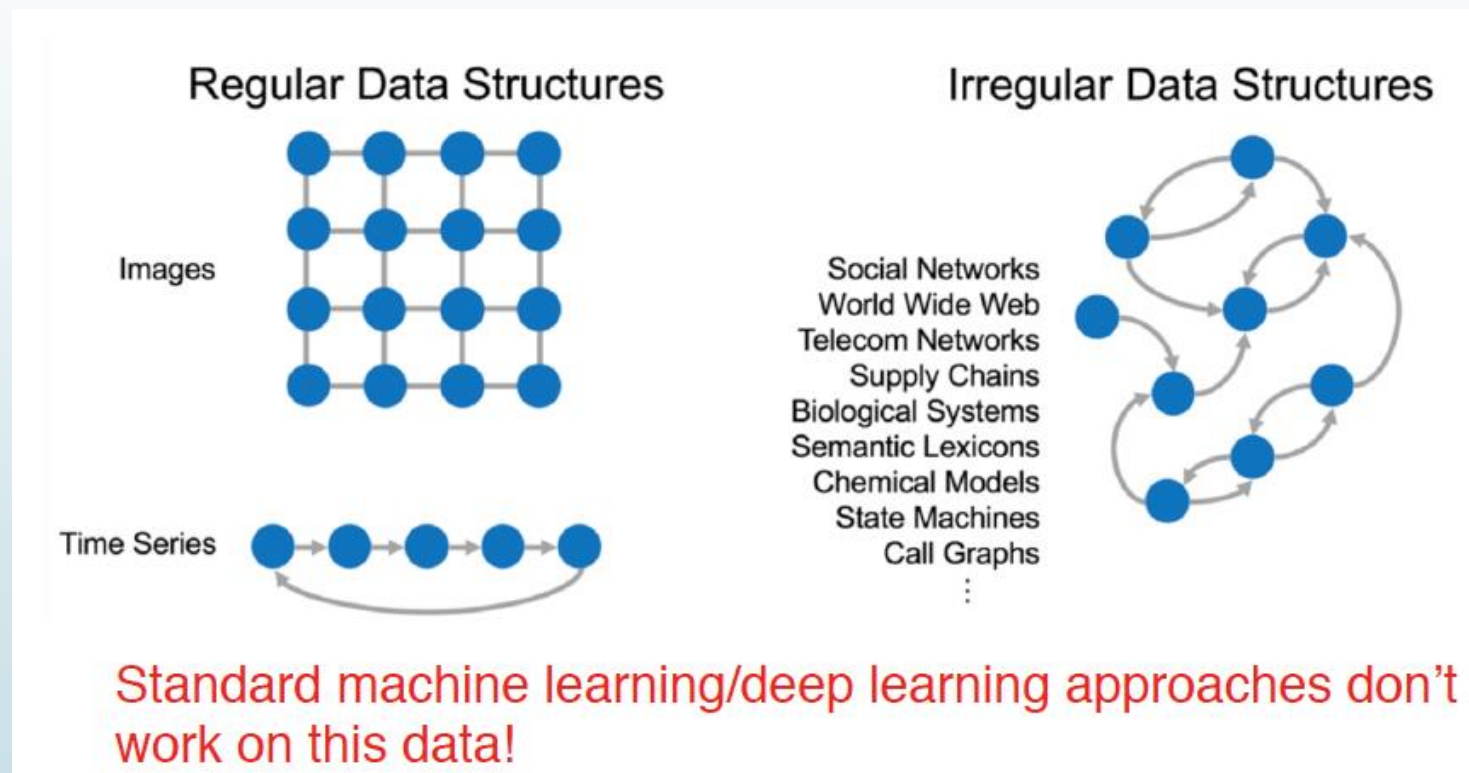 Regular Data Structures
Images
Time Series
Irregular Data Structures
Social Networks
World Wide Web
Telecom Networks
Supply Chains
Biological Systems
Semantic Lexicons
Chemical Models
State Machines
Call Graphs
⋮
Standard machine learning/deep learning approaches don’t
work on this data!